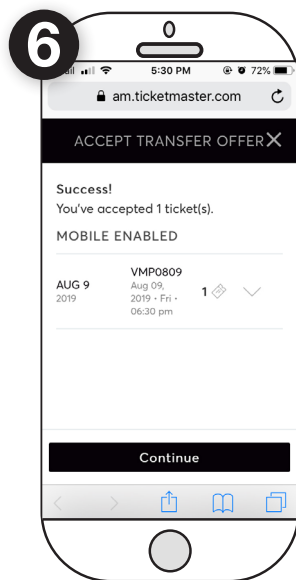 6
5:30 PM
72%
am.ticketmaster.com
ACCEPT TRANSFER OFFER
Success!
You've accepted 1 ticket(s).
MOBILE ENABLED
AUG 9
2019
VMP0809
Aug 09,
2019 • Fri •
06:30 pm
1
Continue